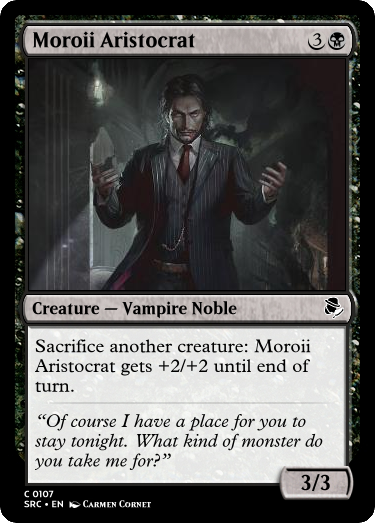 Moroii Aristocrat 3
Creature — Vampire Noble
Sacrifice another creature: Moroii
Aristocrat gets +2/+2 until end of
turn.
“Of course I have a place for you to
stay tonight. What kind of monster do
you take me for?”
3/3
C 0107
SRC • EN CARMEN CORNET